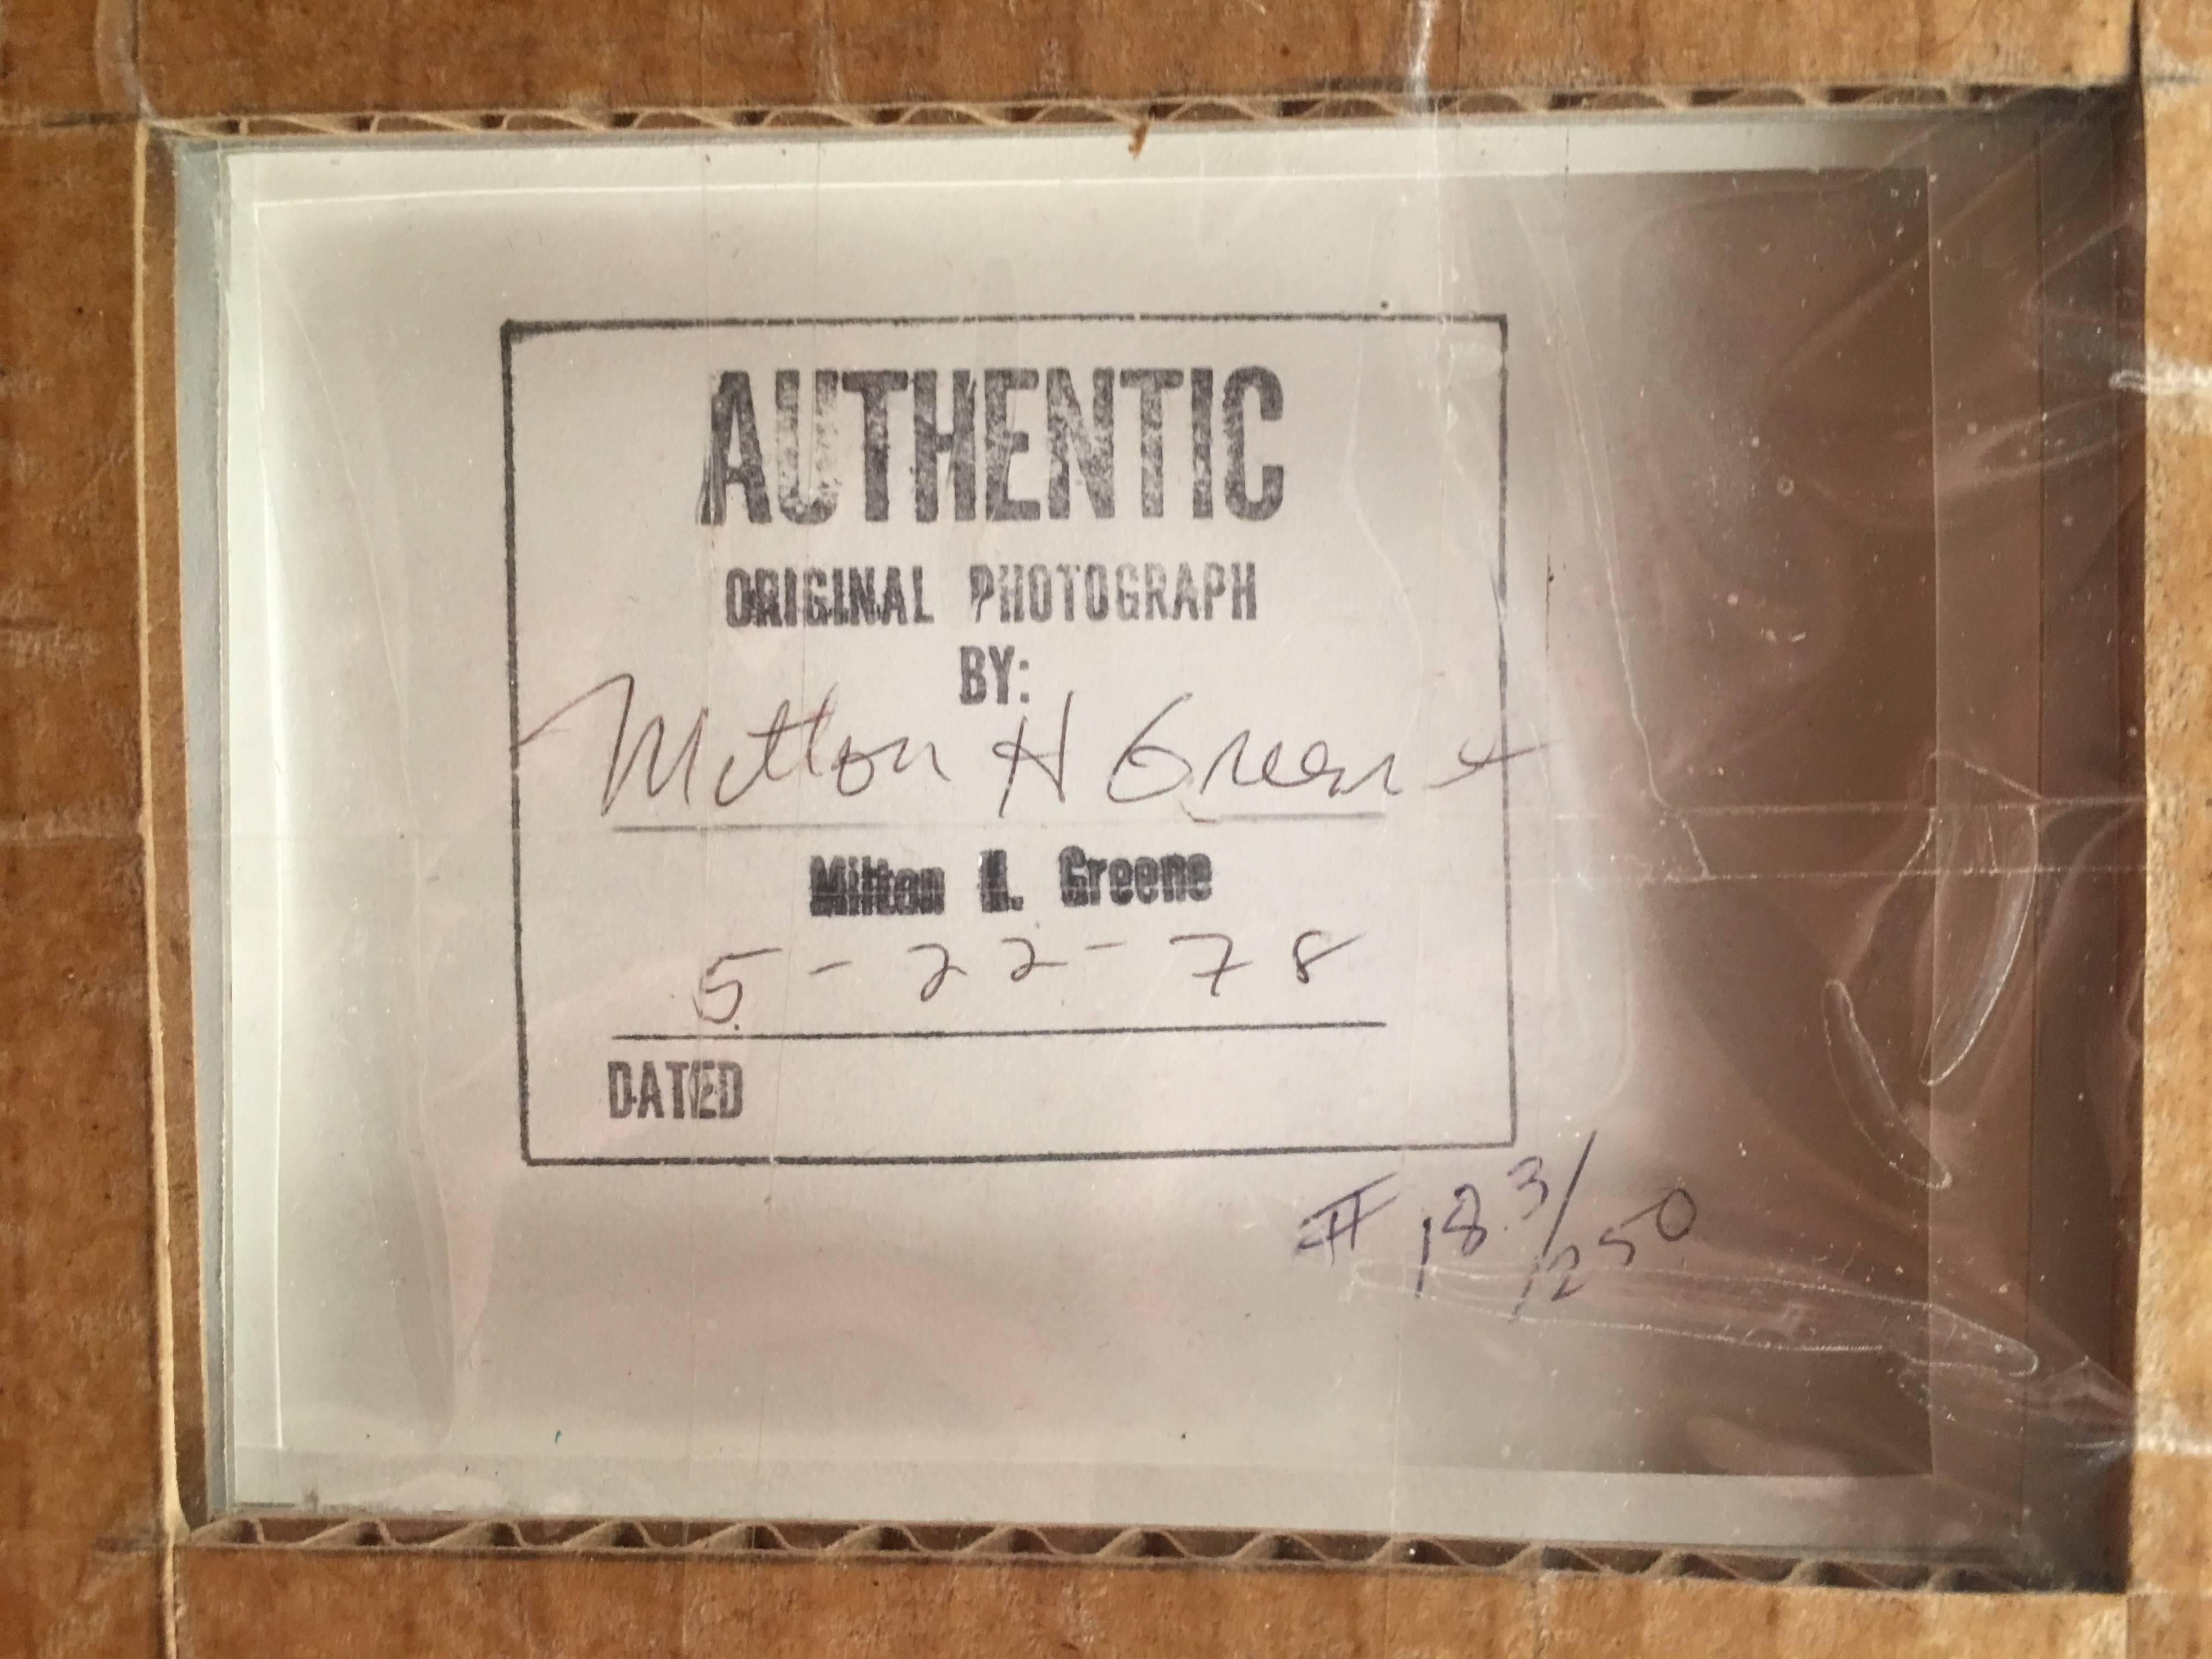 AUTHENTIC
ORIGINAL PHOTOGRAPH
BY:
Milton H Greene
Milton H. Greene
5-22-78
DATED
# 183/250